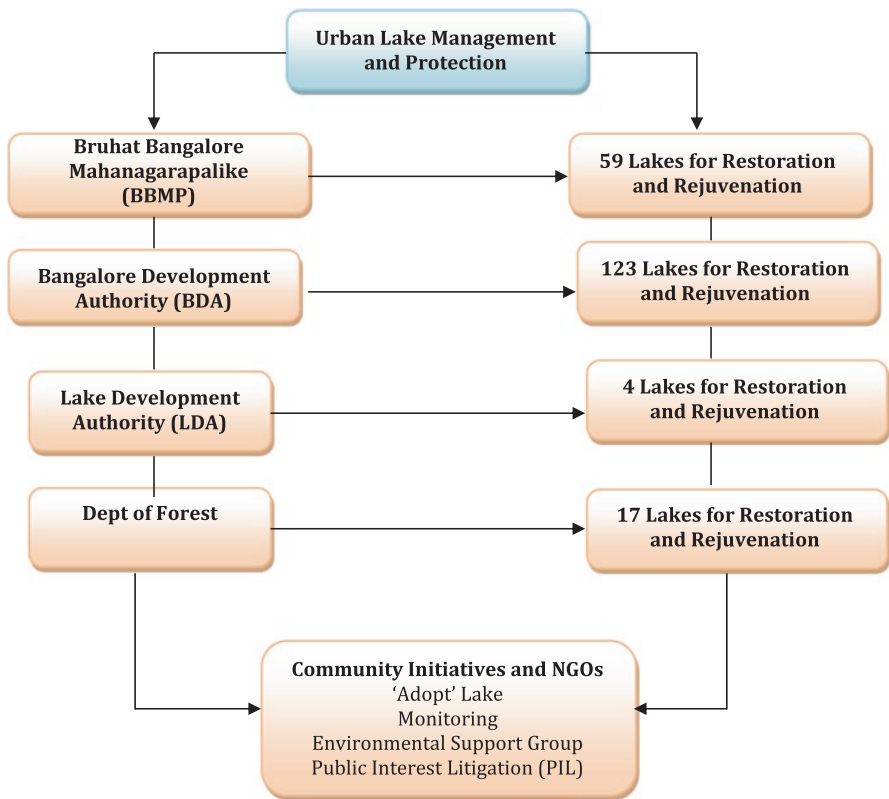 Urban Lake Management
and Protection
Bruhat Bangalore
Mahanagarapalike
(BBMP)
59 Lakes for Restoration
and Rejuvenation
Bangalore Development
Authority (BDA)
123 Lakes for Restoration
and Rejuvenation
Lake Development
Authority (LDA)
4 Lakes for Restoration
and Rejuvenation
Dept of Forest
17 Lakes for Restoration
and Rejuvenation
Community Initiatives and NGOs
‘Adopt’ Lake
Monitoring
Environmental Support Group
Public Interest Litigation (PIL)